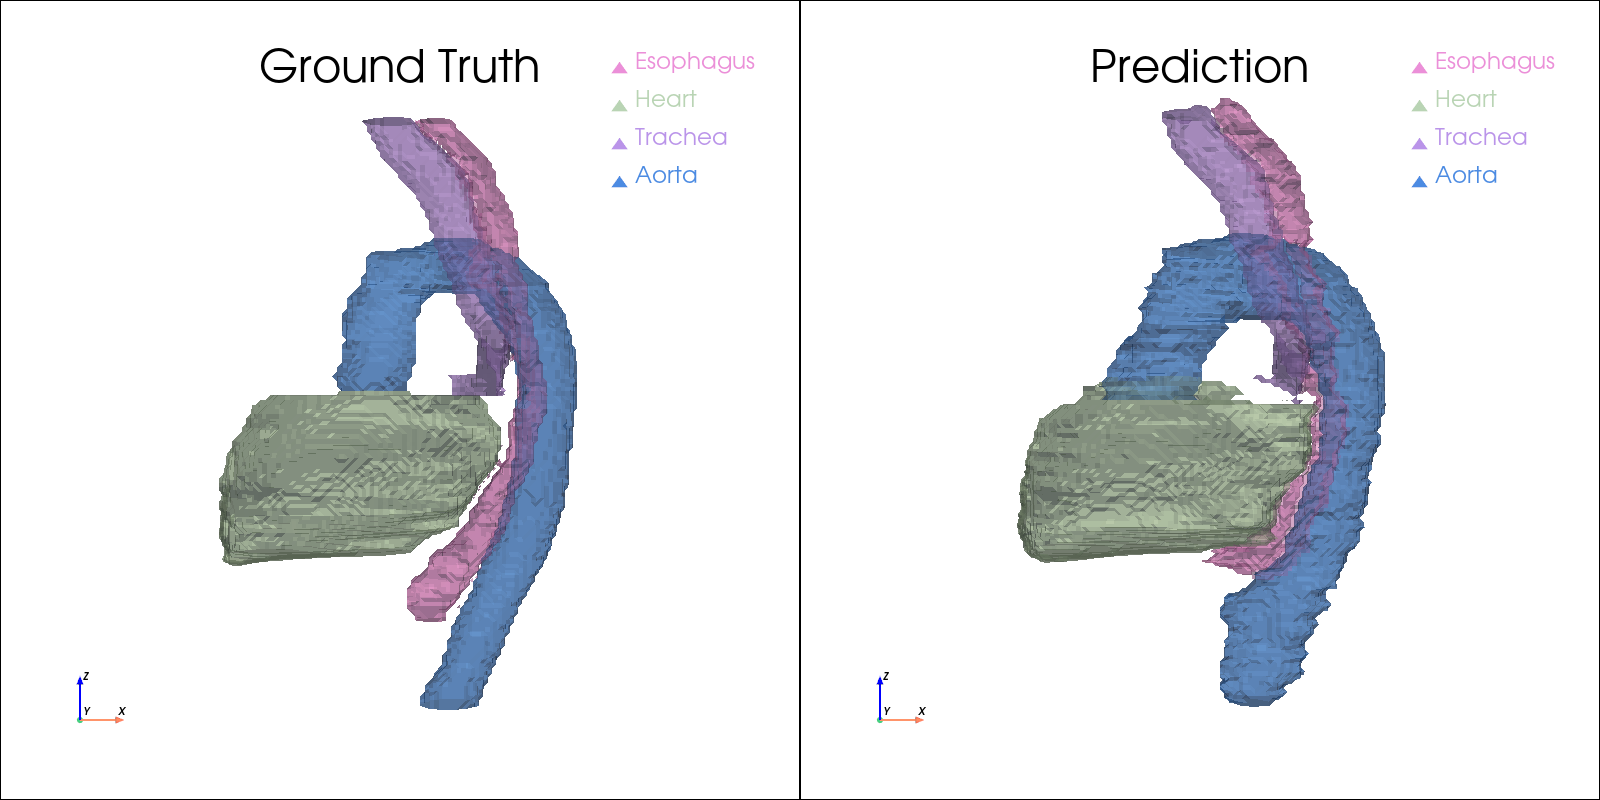 Ground Truth
Esophagus
Heart
Trachea
Aorta
Z
Y X
Prediction
Esophagus
Heart
Trachea
Aorta
Z
Y X